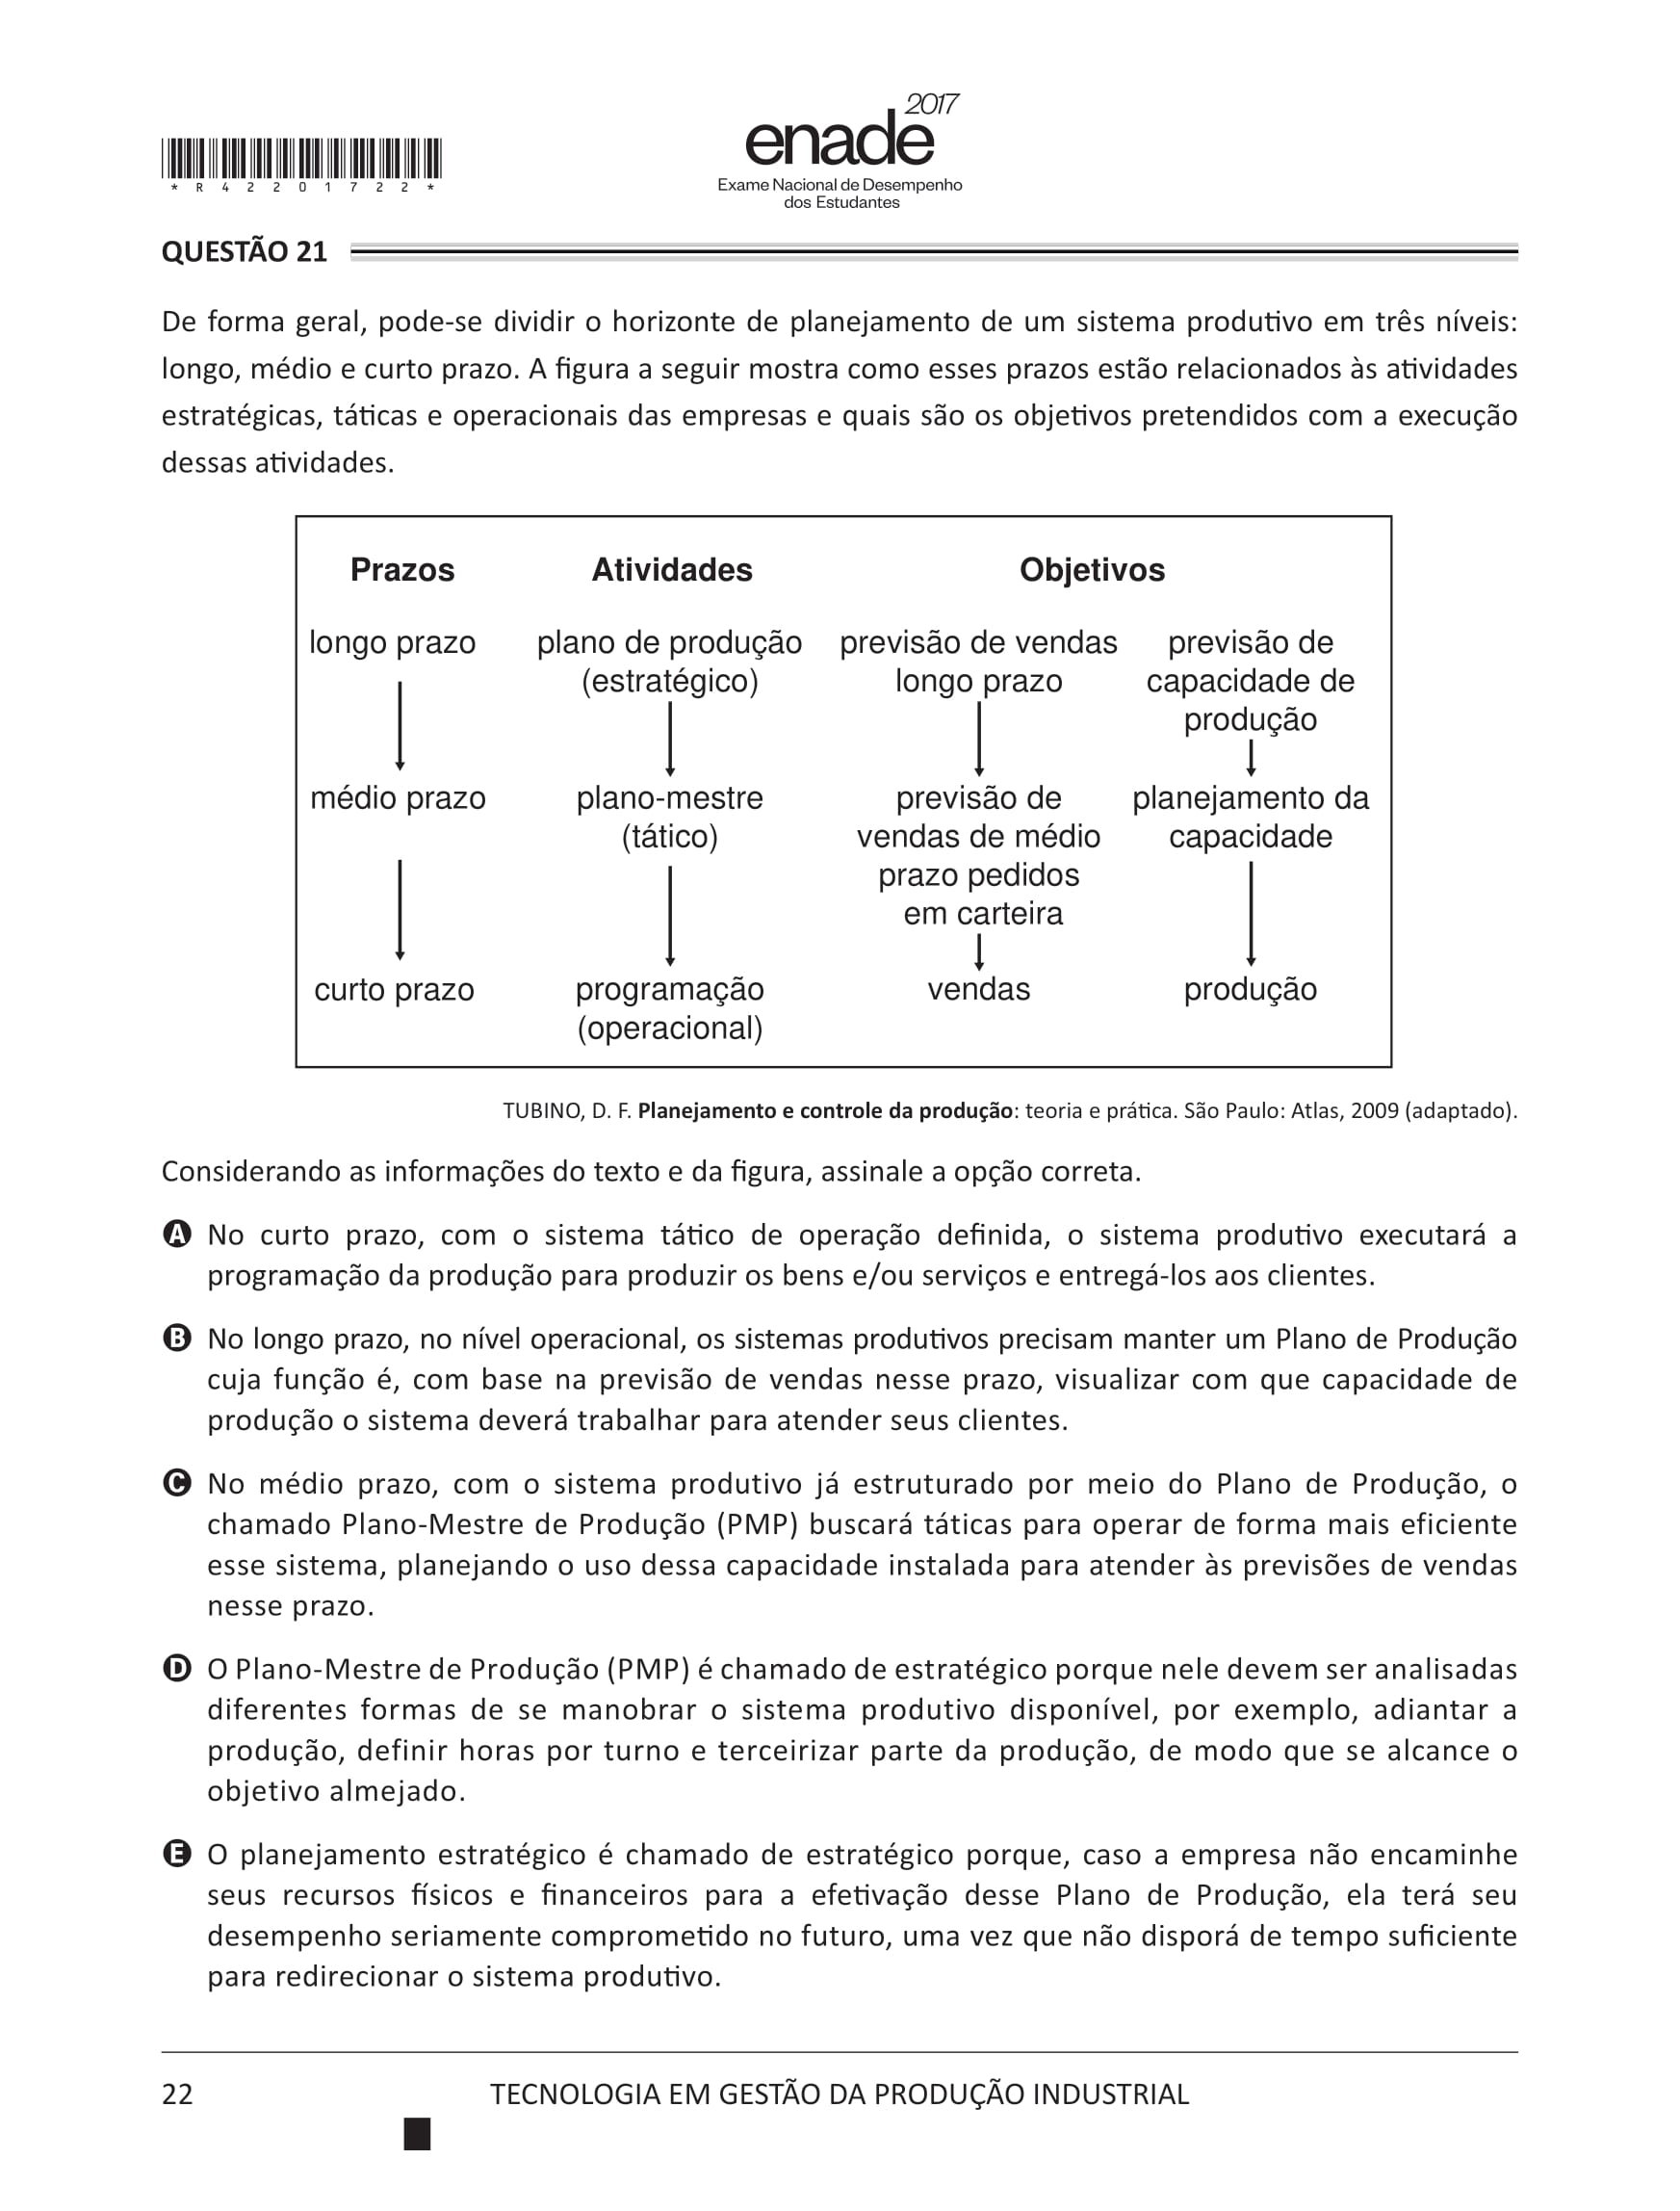 2017
enade
Exame Nacional de Desempenho
dos Estudantes
* R 4 2 2 0 1 7 2 2 *
QUESTÃO 21
De forma geral, pode-se dividir o horizonte de planejamento de um sistema produtivo em três níveis:
longo, médio e curto prazo. A figura a seguir mostra como esses prazos estão relacionados às atividades
estratégicas, táticas e operacionais das empresas e quais são os objetivos pretendidos com a execução
dessas atividades.
Prazos Atividades Objetivos
longo prazo plano de produção previsão de vendas previsão de
(estratégico) longo prazo capacidade de
produção
médio prazo plano-mestre previsão de planejamento da
(tático) vendas de médio capacidade
prazo pedidos
em carteira
curto prazo programação vendas produção
(operacional)
TUBINO, D. F. Planejamento e controle da produção: teoria e prática. São Paulo: Atlas, 2009 (adaptado).
Considerando as informações do texto e da figura, assinale a opção correta.
A No curto prazo, com o sistema tático de operação definida, o sistema produtivo executará a
programação da produção para produzir os bens e/ou serviços e entregá-los aos clientes.
B No longo prazo, no nível operacional, os sistemas produtivos precisam manter um Plano de Produção
cuja função é, com base na previsão de vendas nesse prazo, visualizar com que capacidade de
produção o sistema deverá trabalhar para atender seus clientes.
C No médio prazo, com o sistema produtivo já estruturado por meio do Plano de Produção, o
chamado Plano-Mestre de Produção (PMP) buscará táticas para operar de forma mais eficiente
esse sistema, planejando o uso dessa capacidade instalada para atender às previsões de vendas
nesse prazo.
D O Plano-Mestre de Produção (PMP) é chamado de estratégico porque nele devem ser analisadas
diferentes formas de se manobrar o sistema produtivo disponível, por exemplo, adiantar a
produção, definir horas por turno e terceirizar parte da produção, de modo que se alcance o
objetivo almejado.
E O planejamento estratégico é chamado de estratégico porque, caso a empresa não encaminhe
seus recursos físicos e financeiros para a efetivação desse Plano de Produção, ela terá seu
desempenho seriamente comprometido no futuro, uma vez que não disporá de tempo suficiente
para redirecionar o sistema produtivo.
22 TECNOLOGIA EM GESTÃO DA PRODUÇÃO INDUSTRIAL